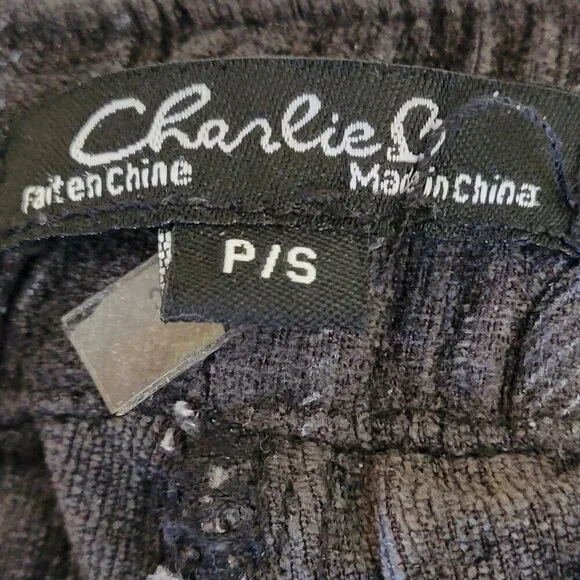 Charlie B
Fait en Chine Made in China
P/S